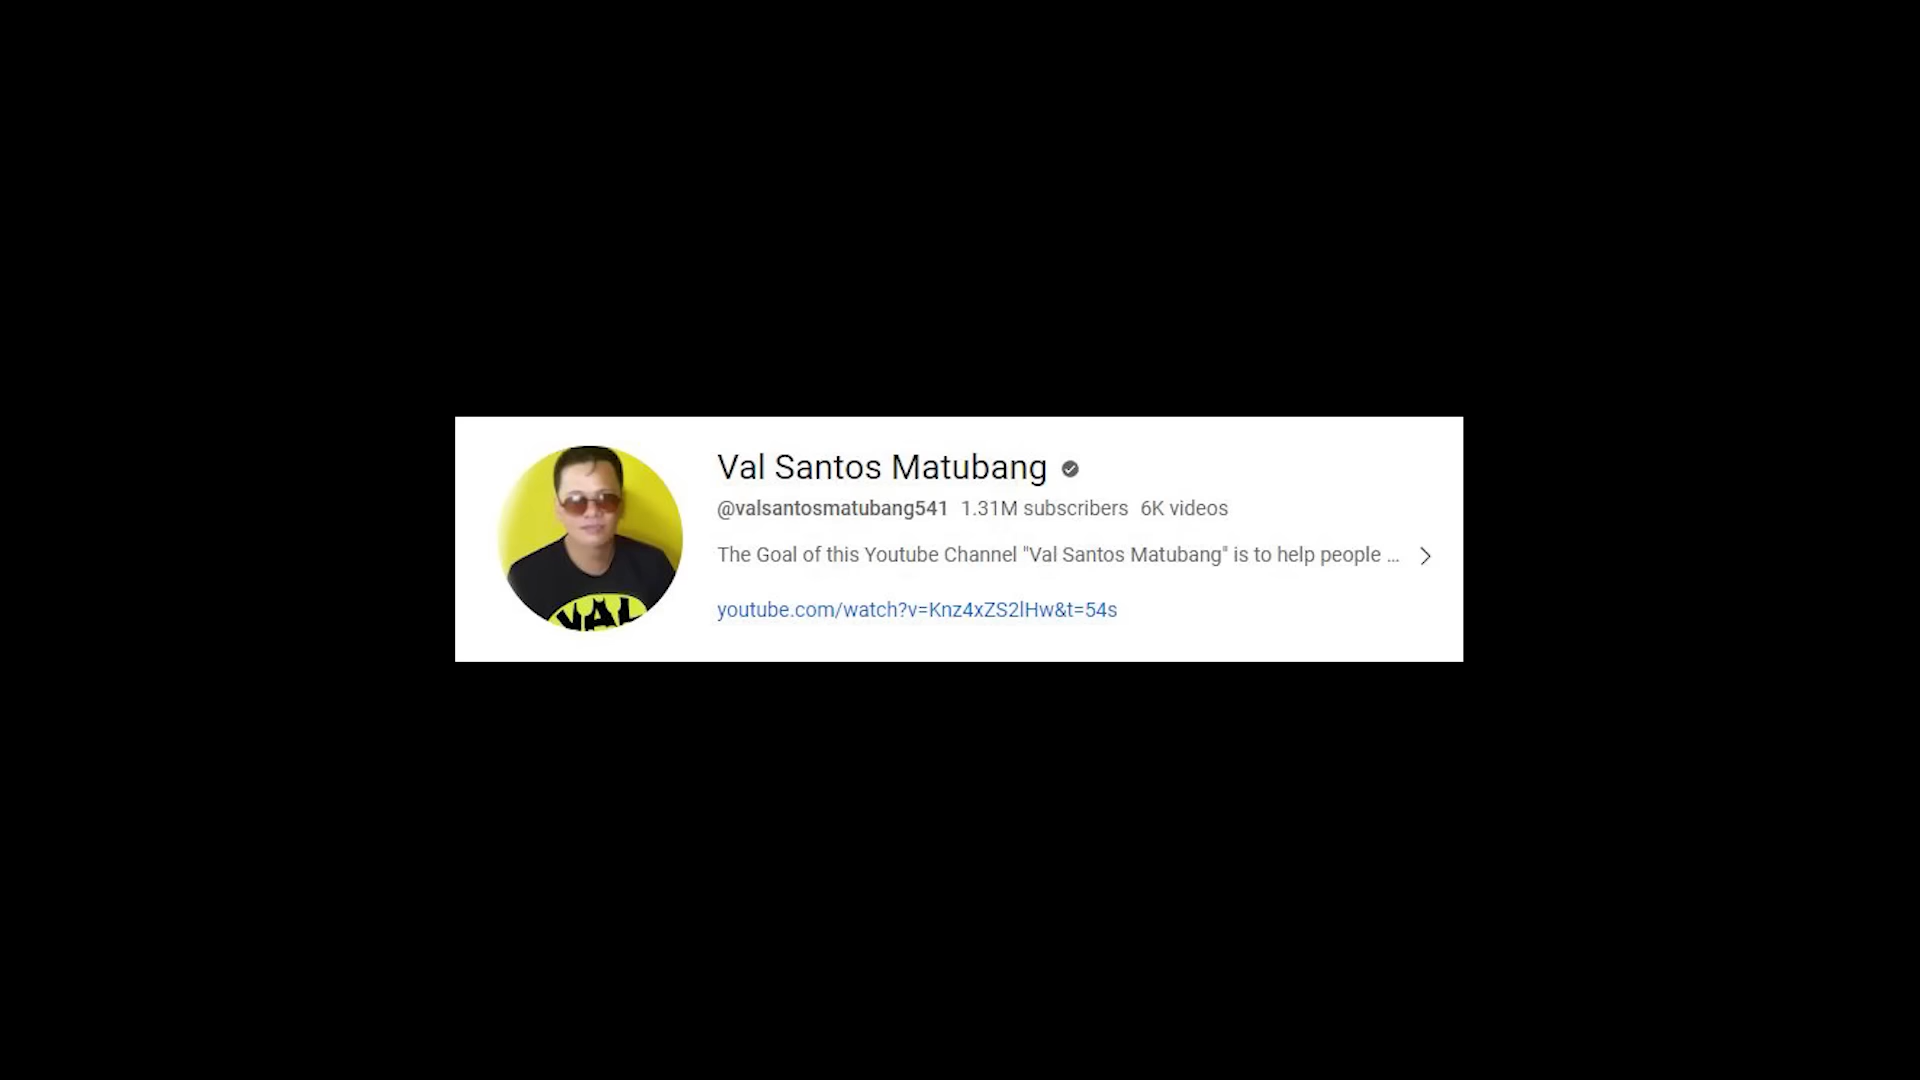 Val Santos Matubang
@valsantosmatubang541 1.31M subscribers 6K videos
The Goal of this Youtube Channel "Val Santos Matubang" is to help people ...
youtube.com/watch?v=Knz4xZS2lHw&t=54s
VAL